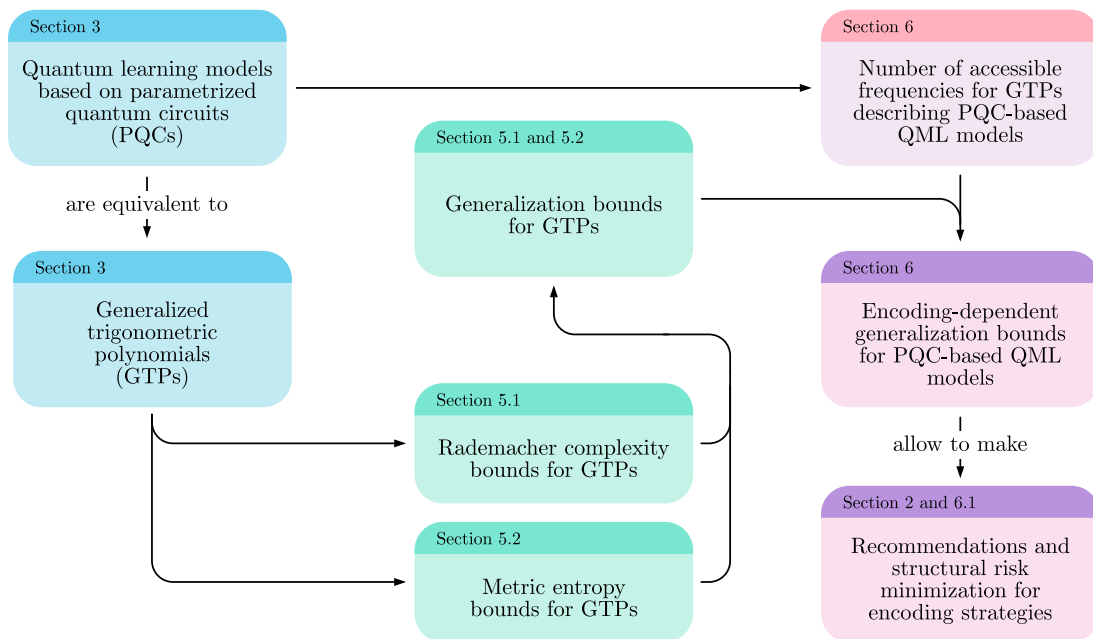 Section 3
Quantum learning models
based on parametrized
quantum circuits
(PQCs)
are equivalent to
Section 3
Generalized
trigonometric
polynomials
(GTPs)
Section 5.1 and 5.2
Generalization bounds
for GTPs
Section 5.1
Rademacher complexity
bounds for GTPs
Section 5.2
Metric entropy
bounds for GTPs
Section 6
Number of accessible
frequencies for GTPs
describing PQC-based
QML models
Section 6
Encoding-dependent
generalization bounds
for PQC-based QML
models
allow to make
Section 2 and 6.1
Recommendations and
structural risk
minimization for
encoding strategies